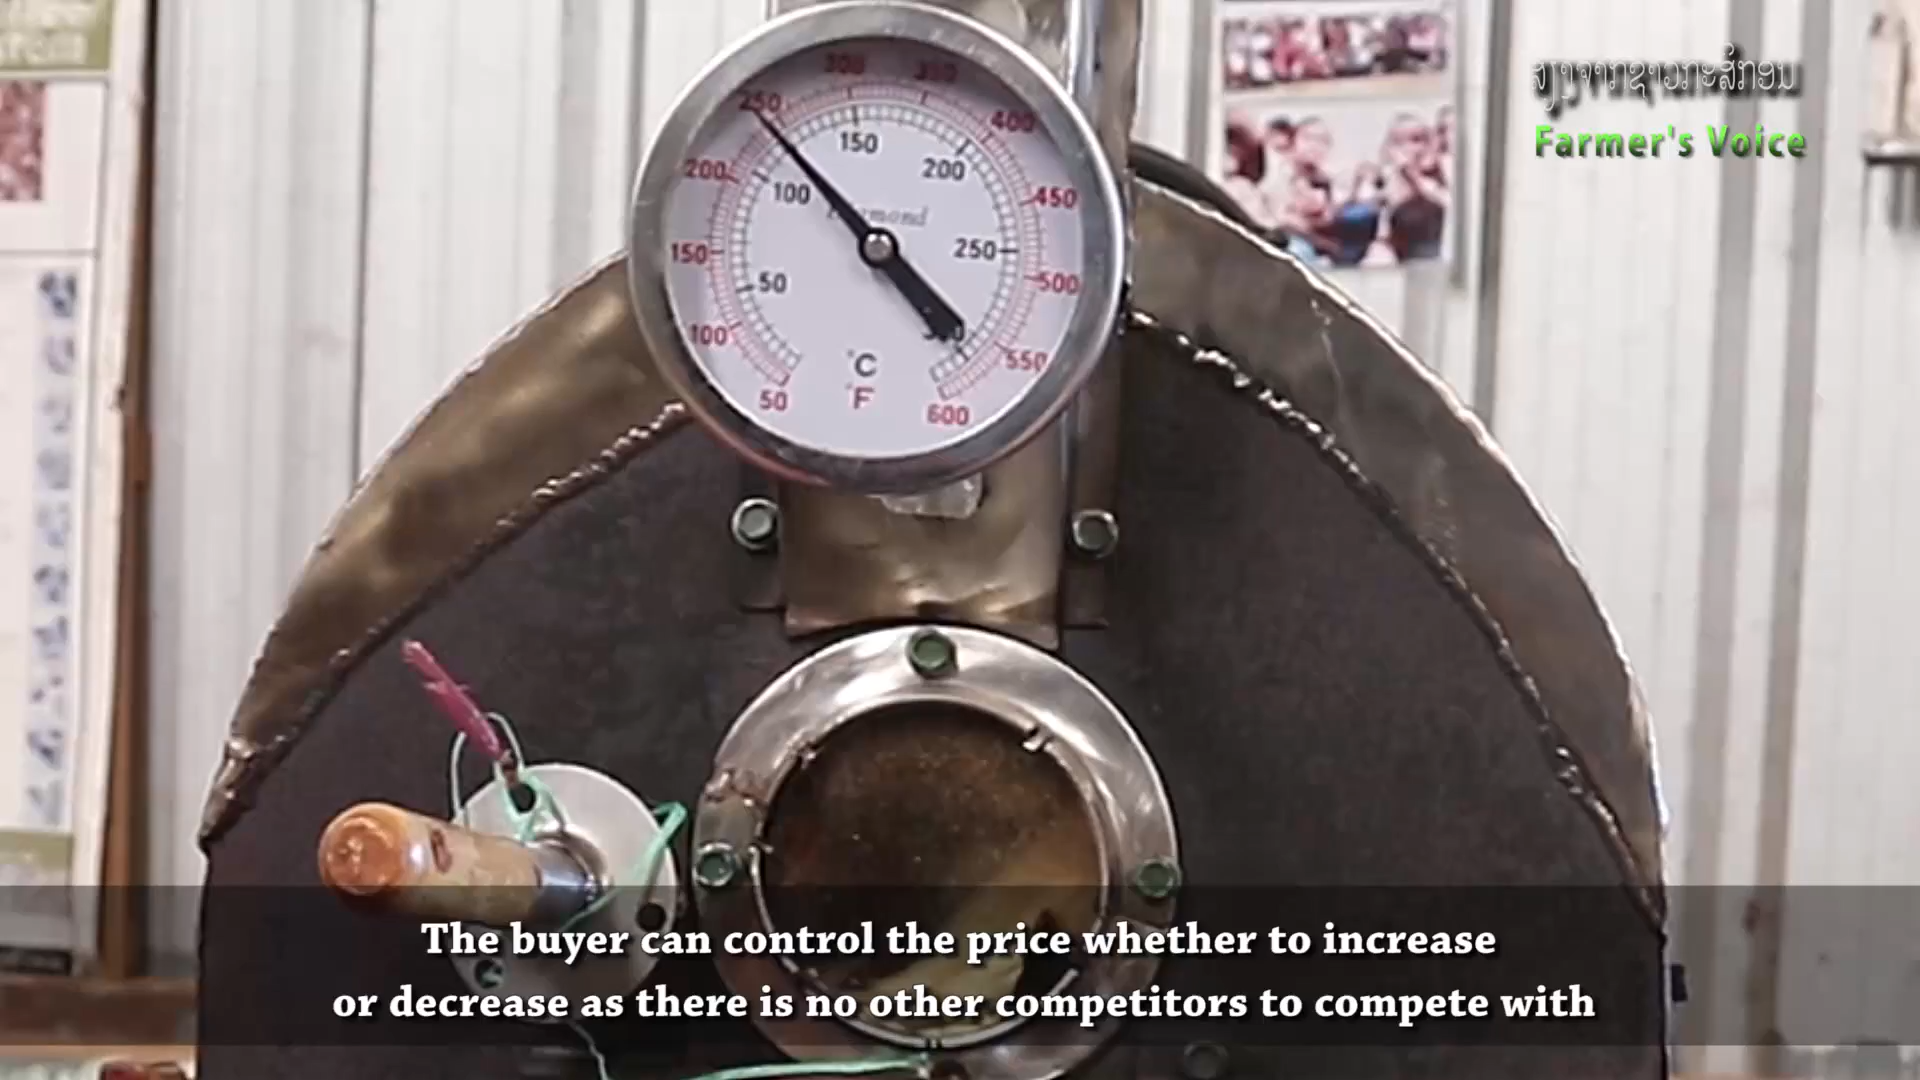 ສຽງຈາກຊາວກະສິກອນ
Farmer's Voice
300
350
250
400
150
200
200
100
Diamond
450
150
250
50
500
100
300
550
°C
50
°F
600
The buyer can control the price whether to increase
or decrease as there is no other competitors to compete with